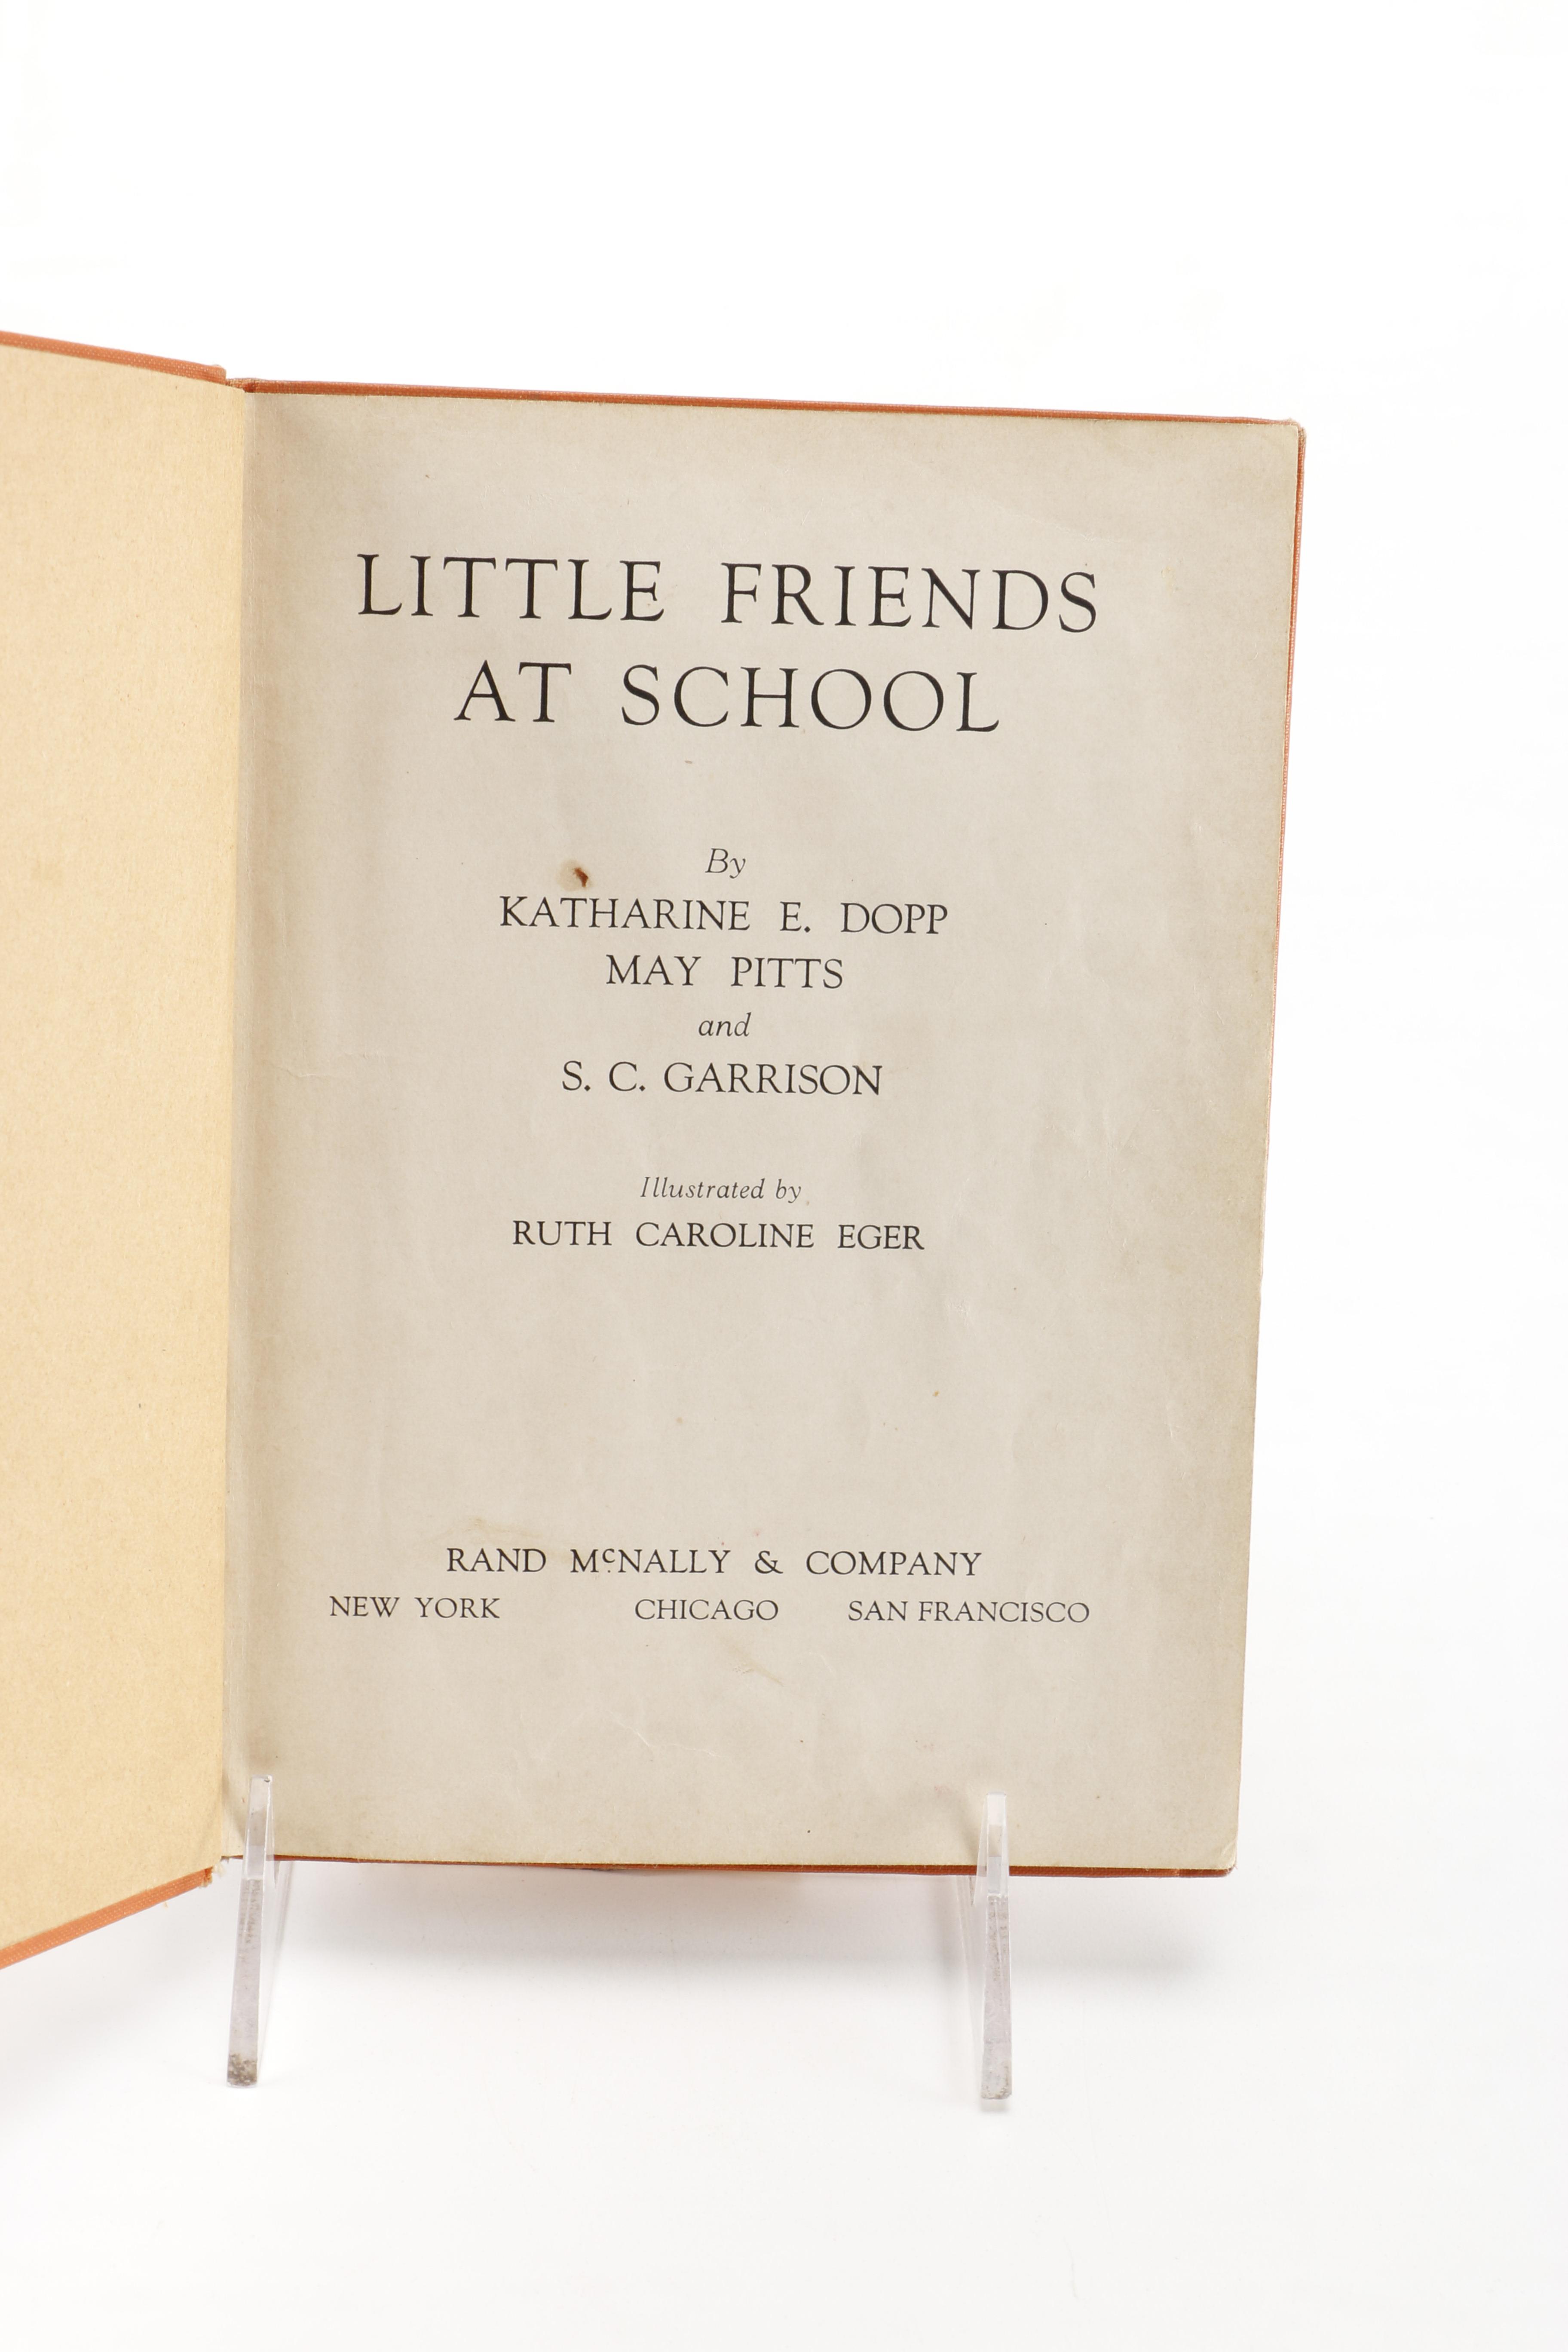 LITTLE FRIENDS
AT SCHOOL
By
KATHARINE E. DOPP
MAY PITTS
and
S. C. GARRISON
Illustrated by
RUTH CAROLINE EGER
RAND McNALLY & COMPANY
NEW YORK CHICAGO SAN FRANCISCO